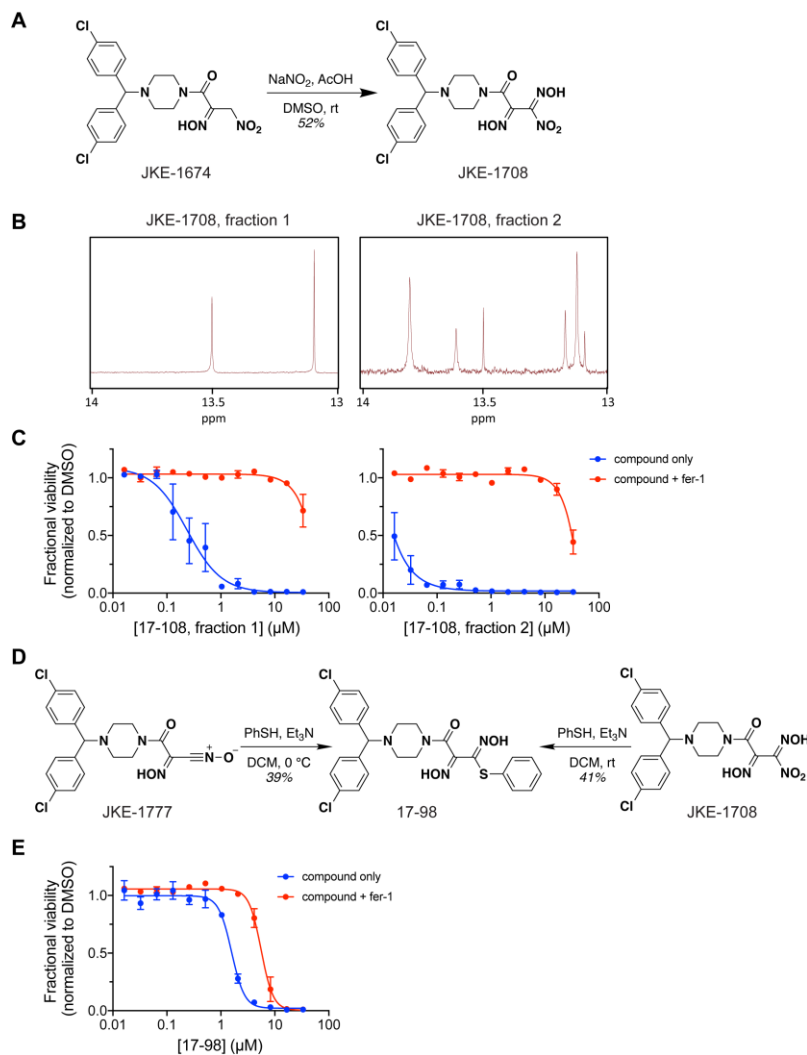 A
Cl
N
N
O
HON
NO₂
Cl
JKE-1674
NaNO₂, AcOH
DMSO, rt
52%
Cl
N
N
O
NOH
HON
NO₂
Cl
JKE-1708
B
JKE-1708, fraction 1
JKE-1708, fraction 2
14 13.5 13
ppm
14 13.5 13
ppm
C
Fractional viability
(normalized to DMSO)
1.0
0.5
0.0
0.01 0.1 1 10 100
[17-108, fraction 1] (µM)
1.0
0.5
0.0
0.01 0.1 1 10 100
[17-108, fraction 2] (µM)
compound only
compound + fer-1
D
Cl
N
N
O
HON
N
+
O
−
Cl
JKE-1777
PhSH, Et₃N
DCM, 0 °C
39%
Cl
N
N
O
NOH
HON
S
Cl
17-98
PhSH, Et₃N
DCM, rt
41%
Cl
N
N
O
NOH
HON
NO₂
Cl
JKE-1708
E
Fractional viability
(normalized to DMSO)
1.0
0.5
0.0
0.01 0.1 1 10 100
[17-98] (µM)
compound only
compound + fer-1